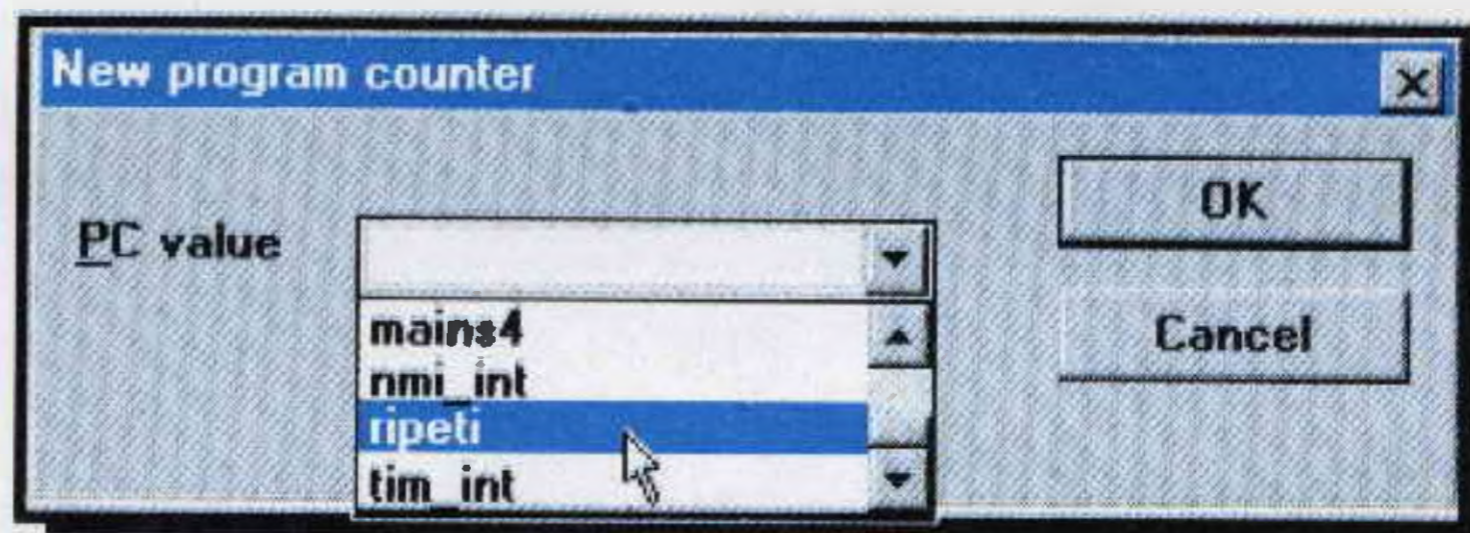 New program counter
PC value
OK
Cancel
mains4
nmi_int
ripeti
tim_int